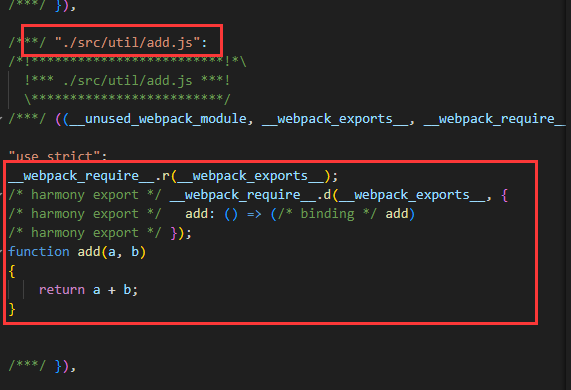 /***/ }),
/***/ "./src/util/add.js":
/*!*************************!*\
!*** ./src/util/add.js ***!
\*************************/
/***/ ((__unused_webpack_module, __webpack_exports__, __webpack_require_
"use strict";
__webpack_require__.r(__webpack_exports__);
/* harmony export */ __webpack_require__.d(__webpack_exports__, {
/* harmony export */   add: () => (/* binding */ add)
/* harmony export */ });
function add(a, b)
{
    return a + b;
}
/***/ }),